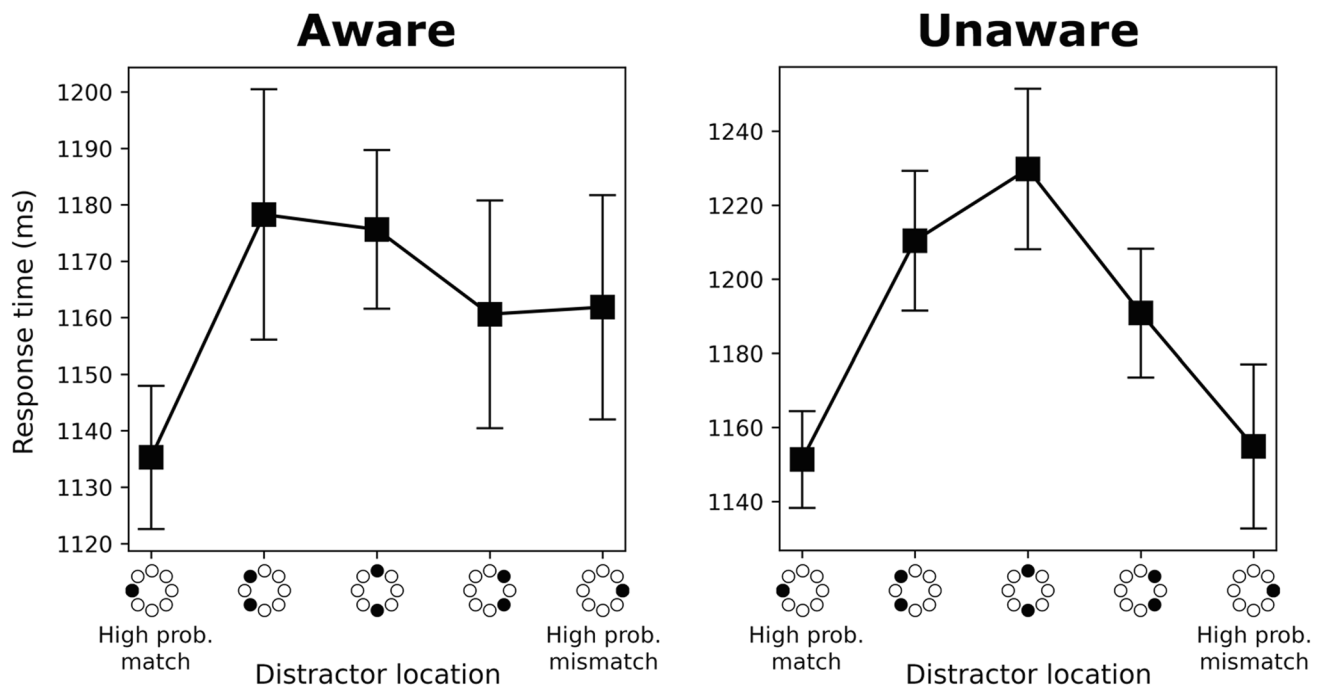 Aware
Response time (ms)
1200
1190
1180
1170
1160
1150
1140
1130
1120
High prob.
match
High prob.
mismatch
Distractor location
Unaware
1240
1220
1200
1180
1160
1140
High prob.
match
High prob.
mismatch
Distractor location